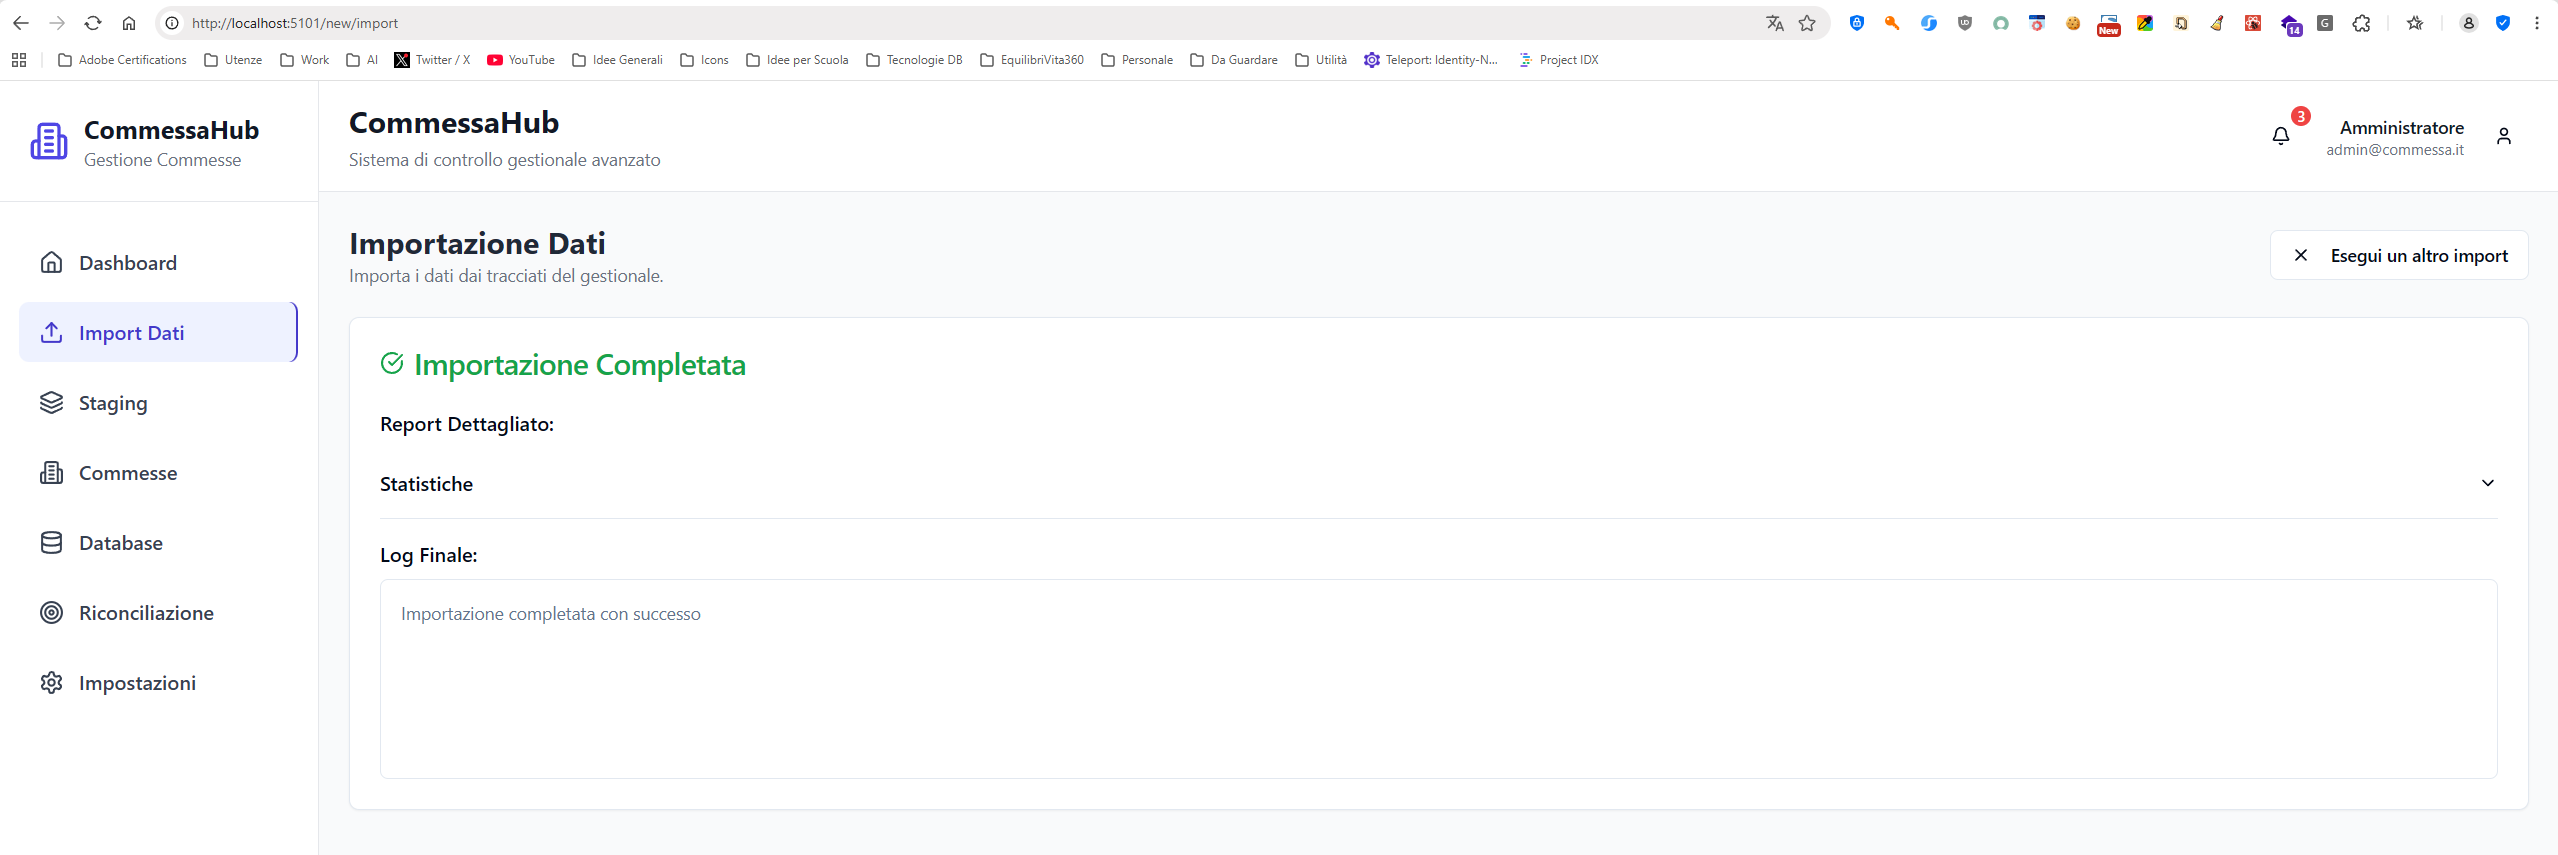 http://localhost:5101/new/import
New
14
G
Adobe Certifications
Utenze
Work
AI
Twitter / X
YouTube
Idee Generali
Icons
Idee per Scuola
Tecnologie DB
EquilibriVita360
Personale
Da Guardare
Utilità
Teleport: Identity-N...
Project IDX
CommessaHub
Gestione Commesse
Dashboard
Import Dati
Staging
Commesse
Database
Riconciliazione
Impostazioni
CommessaHub
Sistema di controllo gestionale avanzato
3
Amministratore
admin@commessa.it
Importazione Dati
Importa i dati dai tracciati del gestionale.
Esegui un altro import
Importazione Completata
Report Dettagliato:
Statistiche
Log Finale:
Importazione completata con successo